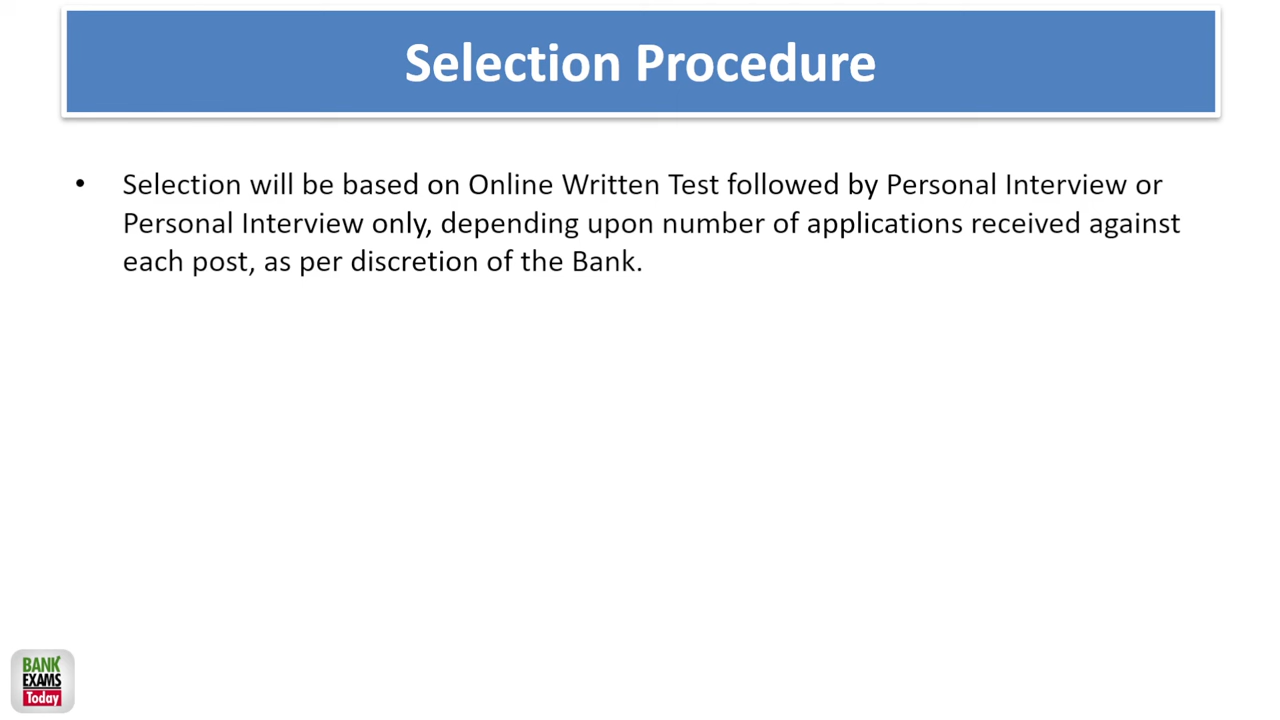 Selection Procedure
• Selection will be based on Online Written Test followed by Personal Interview or
Personal Interview only, depending upon number of applications received against
each post, as per discretion of the Bank.
BANK
EXAMS
Today